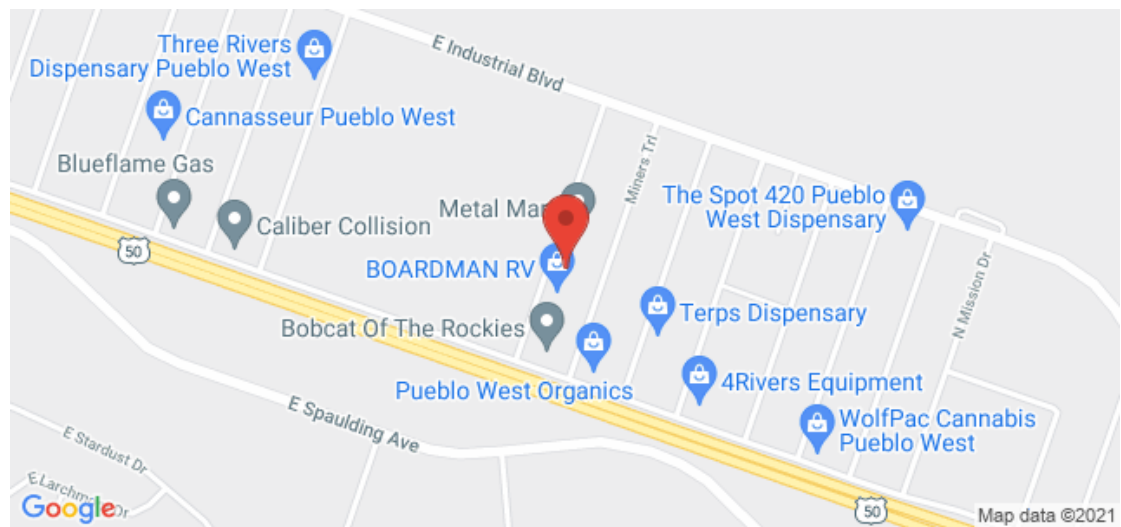 E Industrial Blvd
Three Rivers
Dispensary Pueblo West
Cannasseur Pueblo West
Blueflame Gas
Caliber Collision
50
Metal
Miners Trl
The Spot 420 Pueblo
West Dispensary
N Mission Dr
BOARDMAN RV
Bobcat Of The Rockies
Terps Dispensary
Pueblo West Organics
4Rivers Equipment
WolfPac Cannabis
Pueblo West
E Spaulding Ave
E Stardust Dr
Dr
50
Google
Map data ©2021